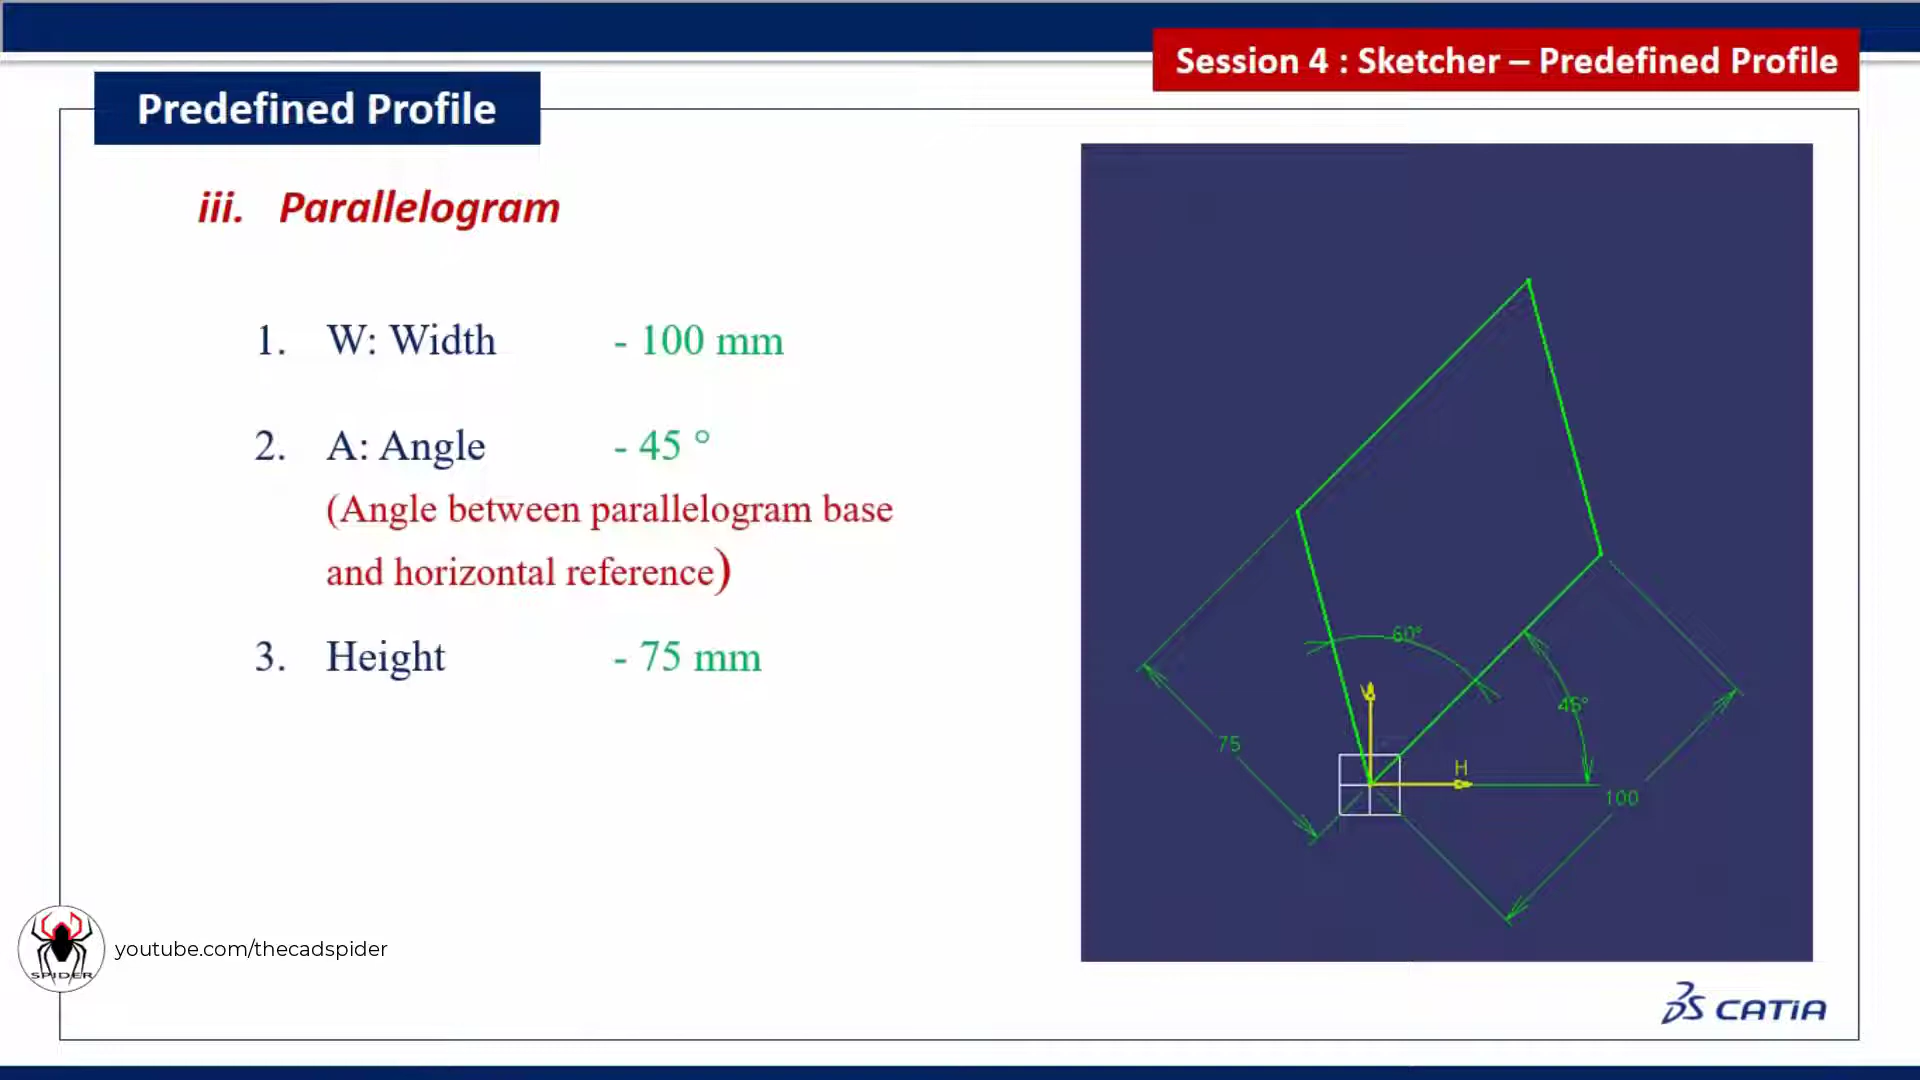 Session 4 : Sketcher – Predefined Profile
Predefined Profile
iii. Parallelogram
1. W: Width - 100 mm
2. A: Angle - 45 °
(Angle between parallelogram base
and horizontal reference)
3. Height - 75 mm
60°
45°
V
H
75
100
SPIDER
youtube.com/thecadspider
DS CATIA